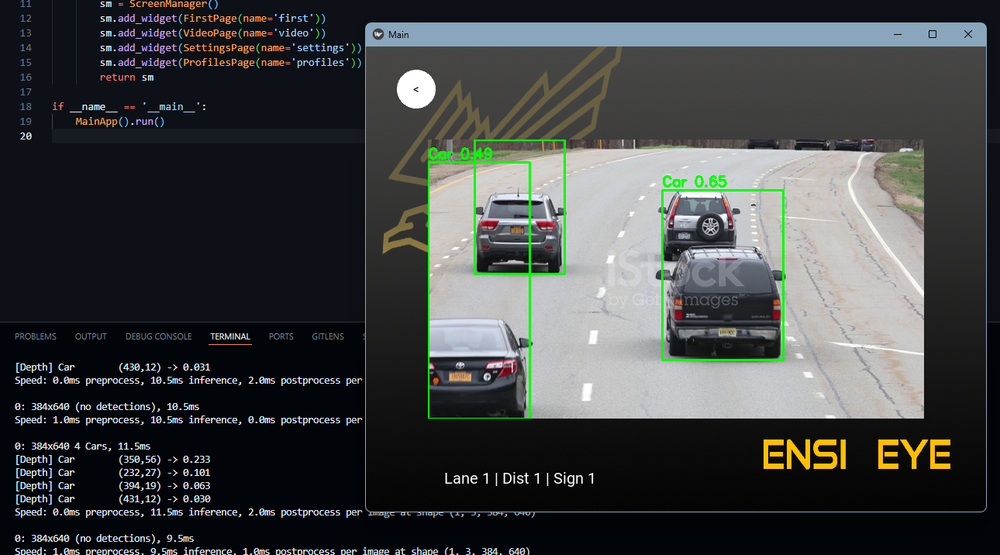 11 sm = ScreenManager()
12 sm.add_widget(FirstPage(name='first'))
13 sm.add_widget(VideoPage(name='video'))
14 sm.add_widget(SettingsPage(name='settings'))
15 sm.add_widget(ProfilesPage(name='profiles'))
16 return sm
17
18 if __name__ == '__main__':
19 MainApp().run()
20
PROBLEMS OUTPUT DEBUG CONSOLE TERMINAL PORTS GITLENS
[Depth] Car (430,12) -> 0.031
Speed: 0.0ms preprocess, 10.5ms inference, 2.0ms postprocess per
0: 384x640 (no detections), 10.5ms
Speed: 1.0ms preprocess, 10.5ms inference, 0.0ms postprocess per
0: 384x640 4 Cars, 11.5ms
[Depth] Car (350,56) -> 0.233
[Depth] Car (232,27) -> 0.101
[Depth] Car (394,19) -> 0.063
[Depth] Car (431,12) -> 0.030
Speed: 0.0ms preprocess, 11.5ms inference, 2.0ms postprocess per image at shape (1, 3, 384, 640)
0: 384x640 (no detections), 9.5ms
Speed: 1.0ms preprocess, 9.5ms inference, 1.0ms postprocess per image at shape (1, 3, 384, 640)
Main
<
Car 0.49
Car 0.65
iStock
by Getty Images
ENSI EYE
Lane 1 | Dist 1 | Sign 1